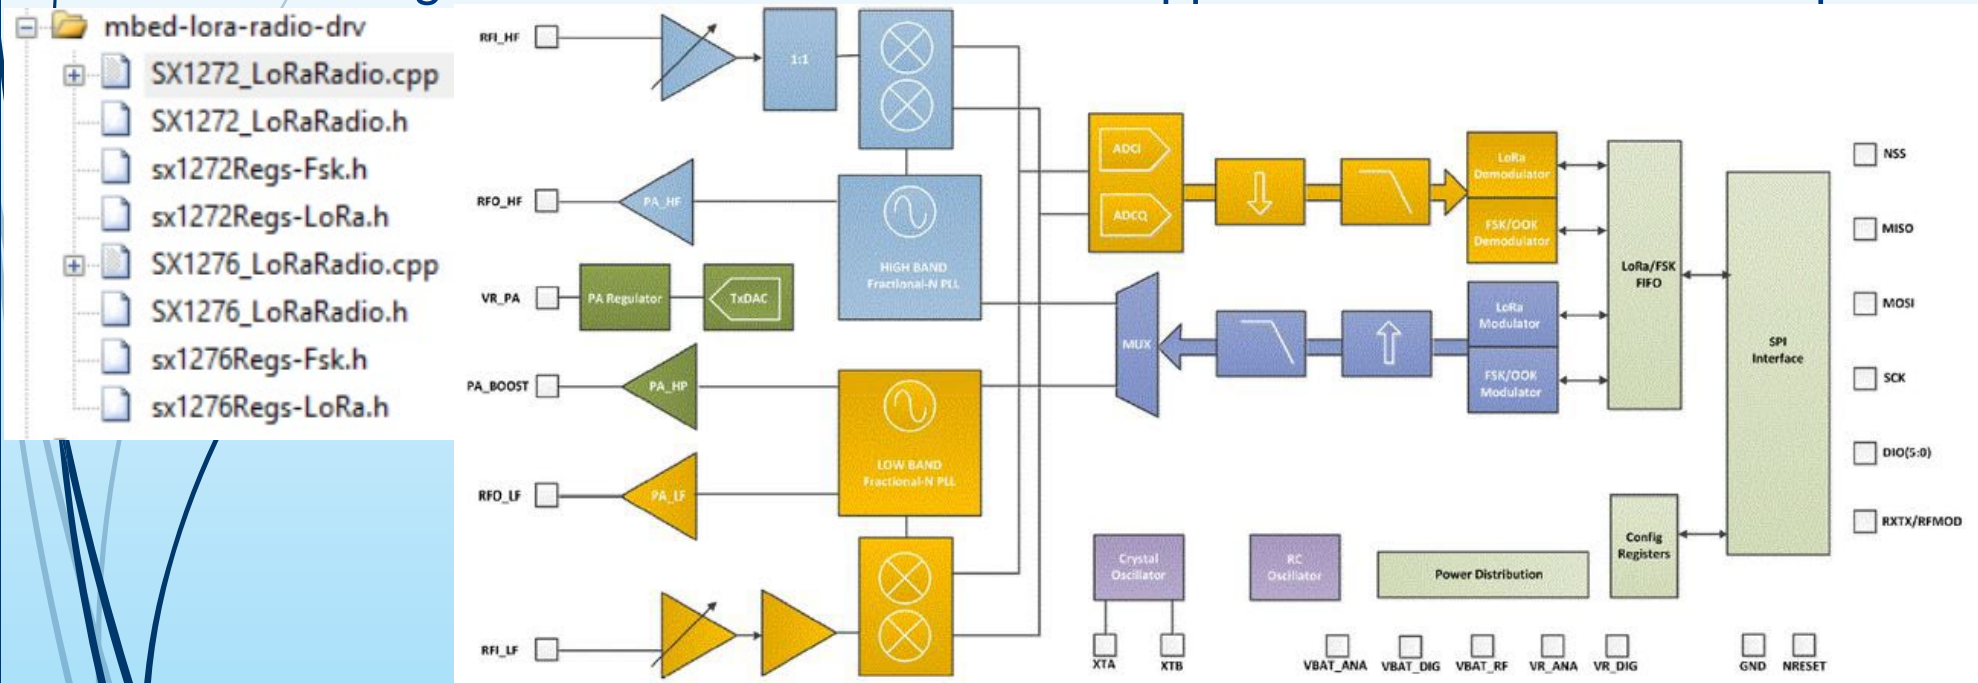 mbed-lora-radio-drv
SX1272_LoRaRadio.cpp
SX1272_LoRaRadio.h
sx1272Regs-Fsk.h
sx1272Regs-LoRa.h
SX1276_LoRaRadio.cpp
SX1276_LoRaRadio.h
sx1276Regs-Fsk.h
sx1276Regs-LoRa.h
RFI_HF
1:1
RFO_HF
PA_HF
HIGH BAND
Fractional-N PLL
VR_PA
PA Regulator
TxDAC
PA_BOOST
PA_HP
LOW BAND
Fractional-N PLL
RFO_LF
PA_LF
RFI_LF
ADCI
ADCQ
LoRa
Demodulator
FSK/OOK
Demodulator
MUX
LoRa
Modulator
FSK/OOK
Modulator
LoRa/FSK
FIFO
SPI
Interface
Config
Registers
Crystal
Oscillator
RC
Oscillator
Power Distribution
XTA
XTB
VBAT_ANA
VBAT_DIG
VBAT_RF
VR_ANA
VR_DIG
GND
NRESET
NSS
MISO
MOSI
SCK
DIO(5:0)
RXTX/RFMOD